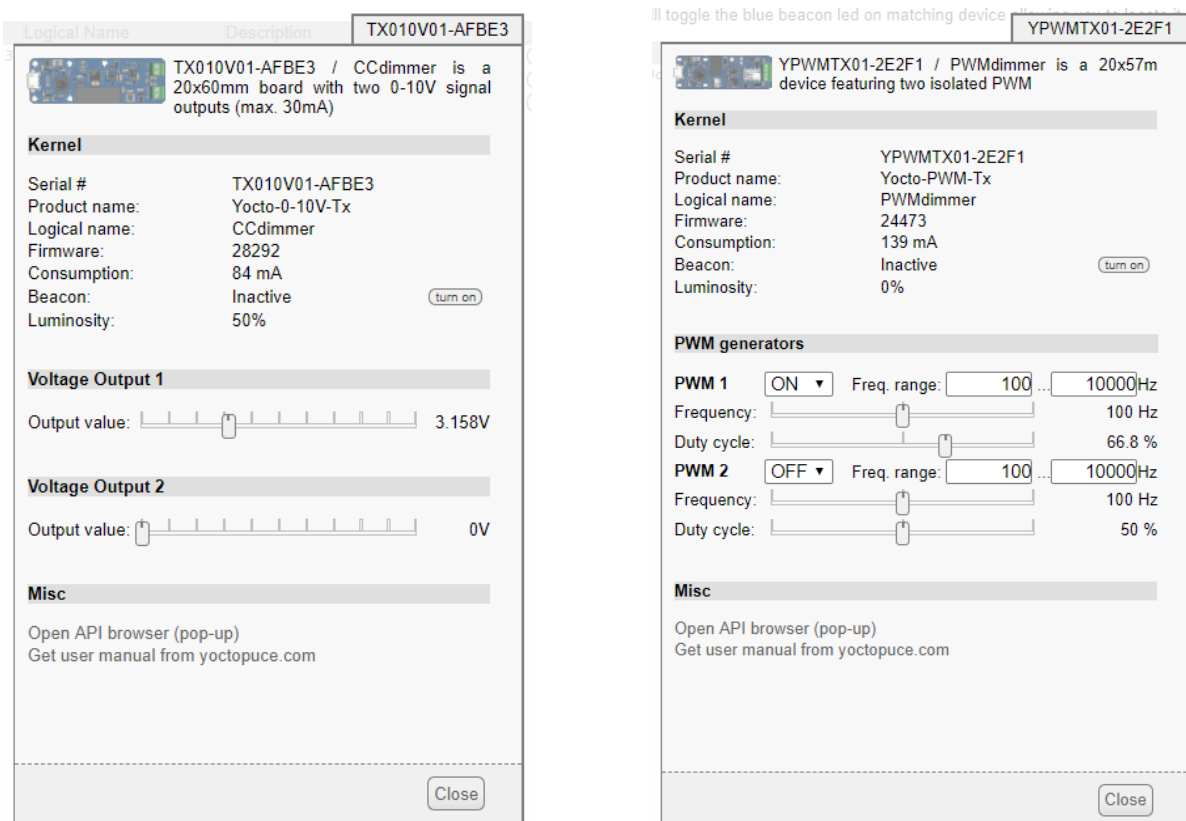 Logical Name Description TX010V01-AFBE3
TX010V01-AFBE3 / CCdimmer is a
20x60mm board with two 0-10V signal
outputs (max. 30mA)
Kernel
Serial # TX010V01-AFBE3
Product name: Yocto-0-10V-Tx
Logical name: CCdimmer
Firmware: 28292
Consumption: 84 mA
Beacon: Inactive turn on
Luminosity: 50%
Voltage Output 1
Output value: 3.158V
Voltage Output 2
Output value: 0V
Misc
Open API browser (pop-up)
Get user manual from yoctopuce.com
Close
ll toggle the blue beacon led on matching device
YPWMTX01-2E2F1
YPWMTX01-2E2F1 / PWMdimmer is a 20x57m
device featuring two isolated PWM
Kernel
Serial # YPWMTX01-2E2F1
Product name: Yocto-PWM-Tx
Logical name: PWMdimmer
Firmware: 24473
Consumption: 139 mA
Beacon: Inactive turn on
Luminosity: 0%
PWM generators
PWM 1 ON ▼ Freq. range: 100 ... 10000Hz
Frequency: 100 Hz
Duty cycle: 66.8 %
PWM 2 OFF ▼ Freq. range: 100 ... 10000Hz
Frequency: 100 Hz
Duty cycle: 50 %
Misc
Open API browser (pop-up)
Get user manual from yoctopuce.com
Close